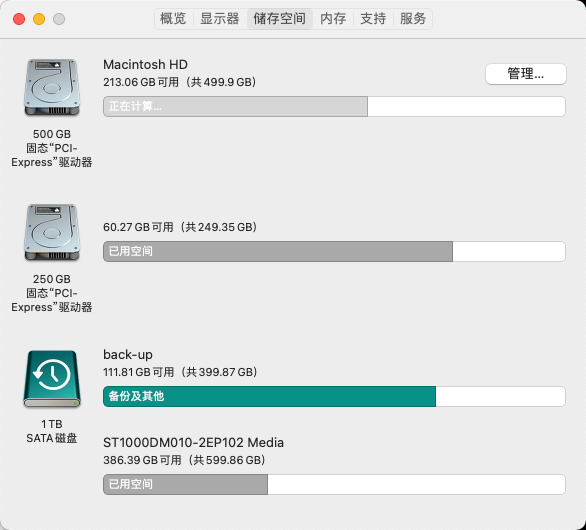 概览 显示器 储存空间 内存 支持 服务
Macintosh HD
213.06 GB 可用（共 499.9 GB）
管理...
正在计算...
500 GB
固态“PCI-
Express”驱动器
60.27 GB 可用（共 249.35 GB）
已用空间
250 GB
固态“PCI-
Express”驱动器
back-up
111.81 GB 可用（共 399.87 GB）
备份及其他
1 TB
SATA 磁盘
ST1000DM010-2EP102 Media
386.39 GB 可用（共 599.86 GB）
已用空间